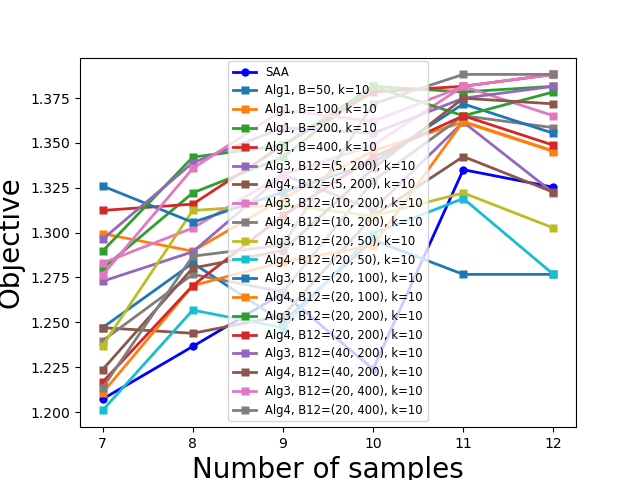 1.375
1.350
1.325
1.300
1.275
1.250
1.225
1.200
Objective
7
8
9
10
11
12
Number of samples
SAA
Alg1, B=50, k=10
Alg1, B=100, k=10
Alg1, B=200, k=10
Alg1, B=400, k=10
Alg3, B12=(5, 200), k=10
Alg4, B12=(5, 200), k=10
Alg3, B12=(10, 200), k=10
Alg4, B12=(10, 200), k=10
Alg3, B12=(20, 50), k=10
Alg4, B12=(20, 50), k=10
Alg3, B12=(20, 100), k=10
Alg4, B12=(20, 100), k=10
Alg3, B12=(20, 200), k=10
Alg4, B12=(20, 200), k=10
Alg3, B12=(40, 200), k=10
Alg4, B12=(40, 200), k=10
Alg3, B12=(20, 400), k=10
Alg4, B12=(20, 400), k=10